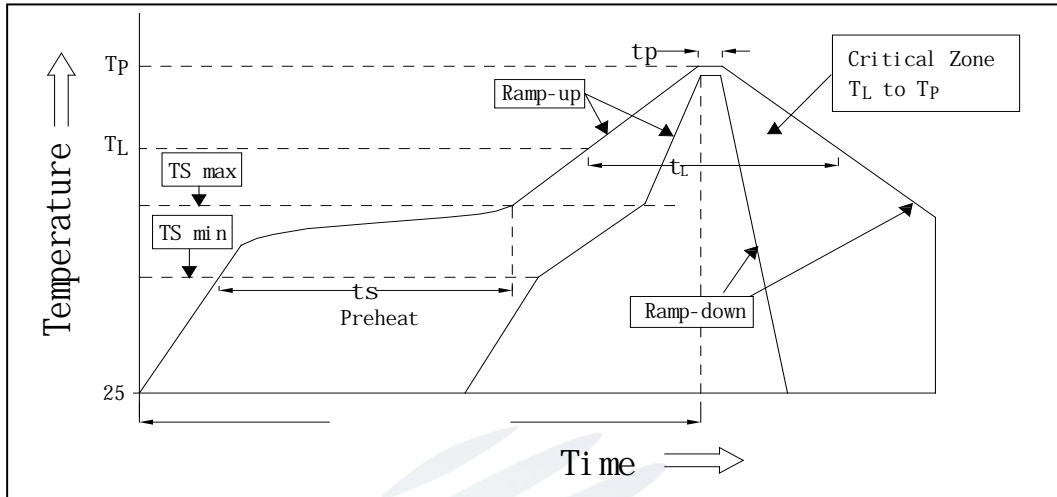 tp
Critical Zone
TL to TP
TP
Ramp-up
TL
TS max
tL
TS min
ts
Preheat
Ramp-down
25
Temperature
Time